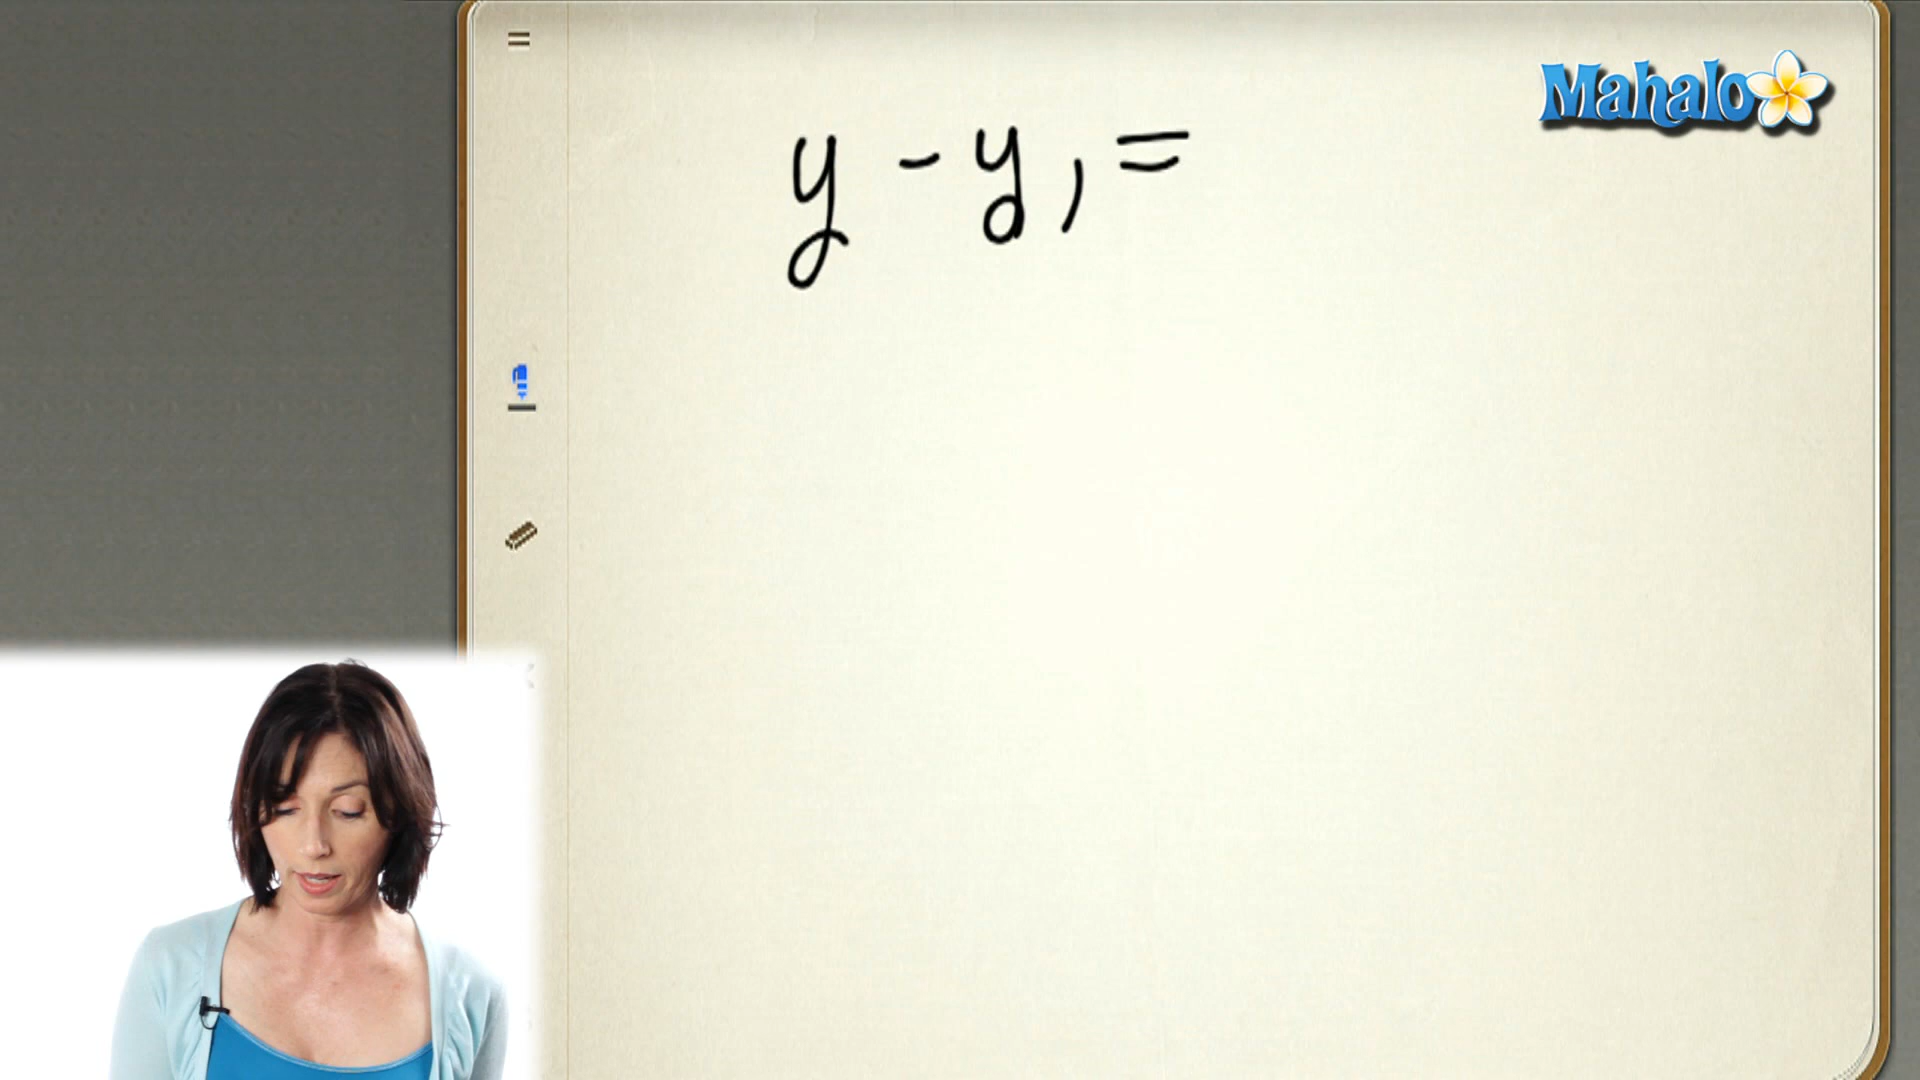 Mahalo
y - y₁ =